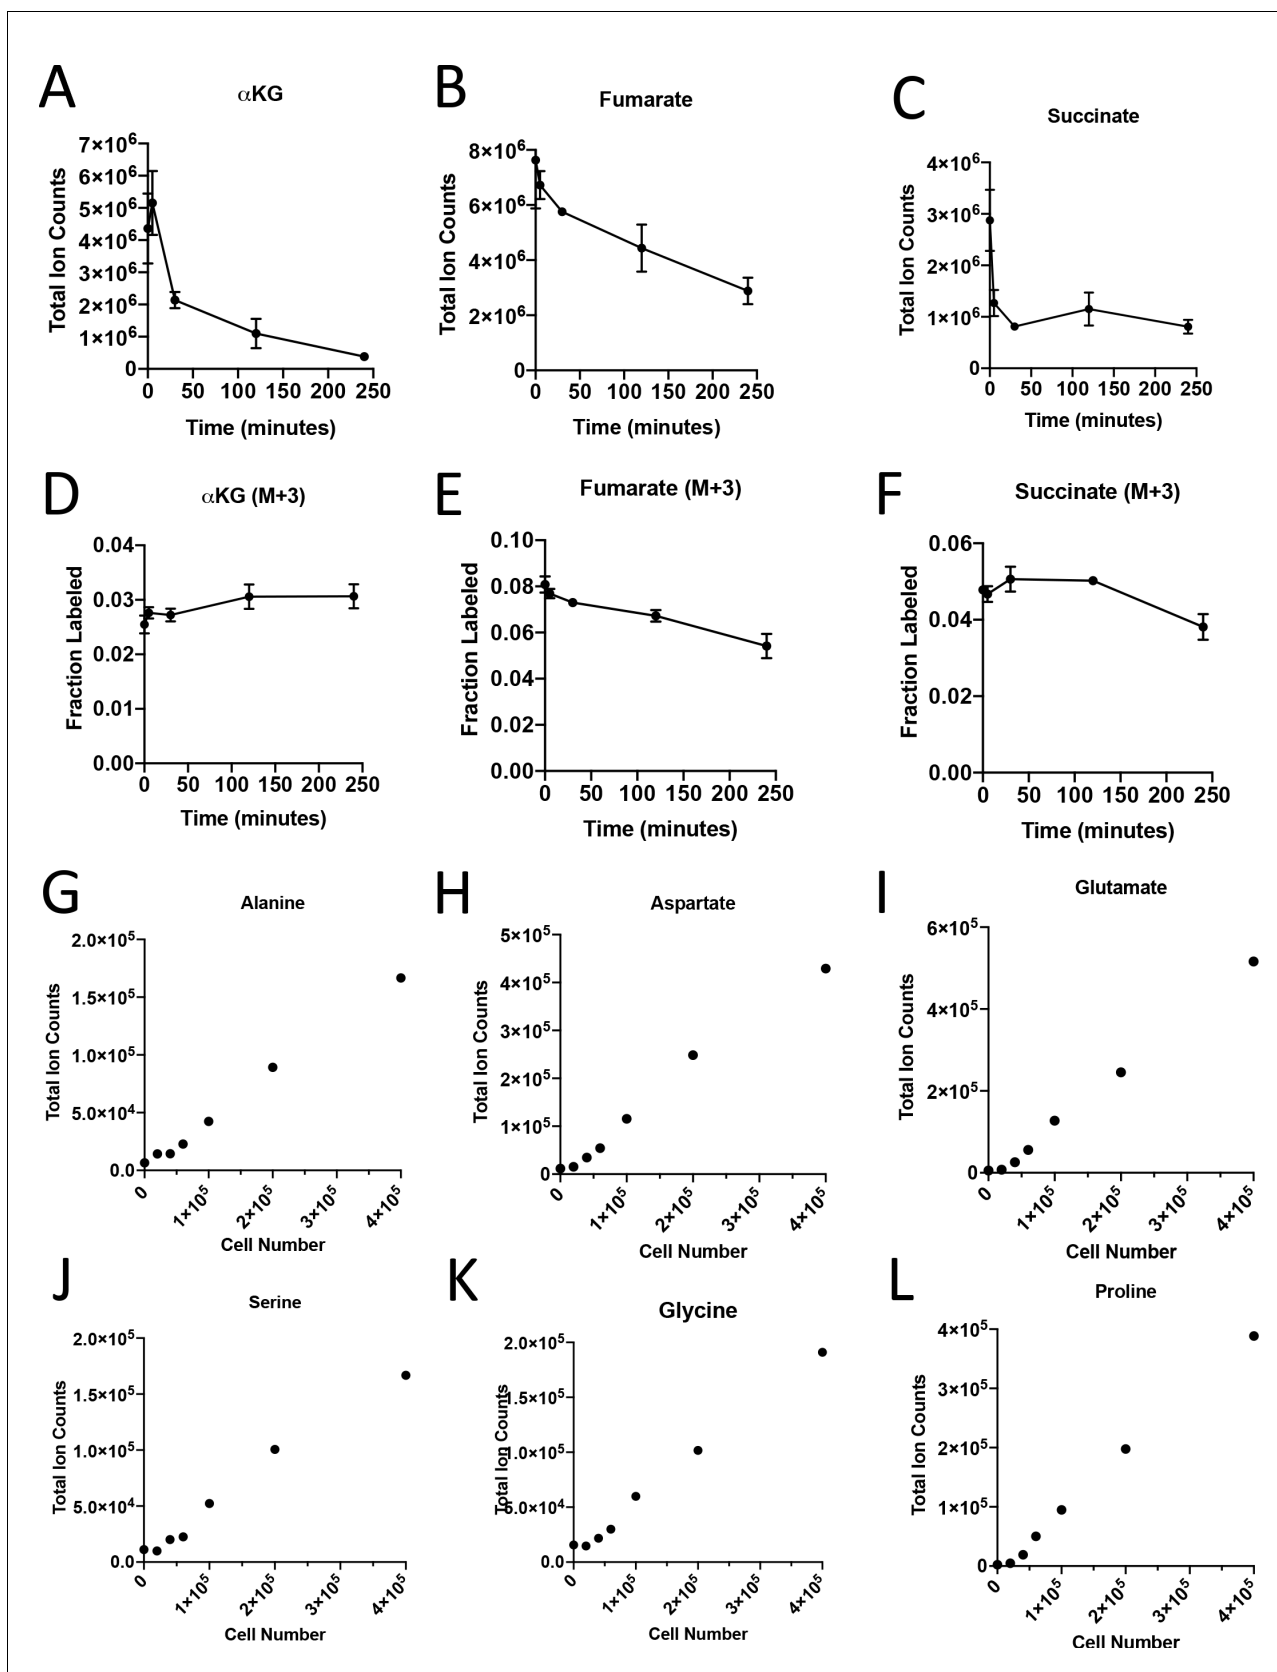 A
αKG
Total Ion Counts
7×10⁶
6×10⁶
5×10⁶
4×10⁶
3×10⁶
2×10⁶
1×10⁶
0
0 50 100 150 200 250
Time (minutes)
B
Fumarate
Total Ion Counts
8×10⁶
6×10⁶
4×10⁶
2×10⁶
0
0 50 100 150 200 250
Time (minutes)
C
Succinate
Total Ion Counts
4×10⁶
3×10⁶
2×10⁶
1×10⁶
0
0 50 100 150 200 250
Time (minutes)
D
αKG (M+3)
Fraction Labeled
0.04
0.03
0.02
0.01
0.00
0 50 100 150 200 250
Time (minutes)
E
Fumarate (M+3)
Fraction Labeled
0.10
0.08
0.06
0.04
0.02
0.00
0 50 100 150 200 250
Time (minutes)
F
Succinate (M+3)
Fraction Labeled
0.06
0.04
0.02
0.00
0 50 100 150 200 250
Time (minutes)
G
Alanine
Total Ion Counts
2.0×10⁵
1.5×10⁵
1.0×10⁵
5.0×10⁴
0.0
0 1×10⁵ 2×10⁵ 3×10⁵ 4×10⁵
Cell Number
H
Aspartate
Total Ion Counts
5×10⁵
4×10⁵
3×10⁵
2×10⁵
1×10⁵
0
0 1×10⁵ 2×10⁵ 3×10⁵ 4×10⁵
Cell Number
I
Glutamate
Total Ion Counts
6×10⁵
4×10⁵
2×10⁵
0
0 1×10⁵ 2×10⁵ 3×10⁵ 4×10⁵
Cell Number
J
Serine
Total Ion Counts
2.0×10⁵
1.5×10⁵
1.0×10⁵
5.0×10⁴
0.0
0 1×10⁵ 2×10⁵ 3×10⁵ 4×10⁵
Cell Number
K
Glycine
Total Ion Counts
2.0×10⁵
1.5×10⁵
1.0×10⁵
5.0×10⁴
0.0
0 1×10⁵ 2×10⁵ 3×10⁵ 4×10⁵
Cell Number
L
Proline
Total Ion Counts
4×10⁵
3×10⁵
2×10⁵
1×10⁵
0
0 1×10⁵ 2×10⁵ 3×10⁵ 4×10⁵
Cell Number